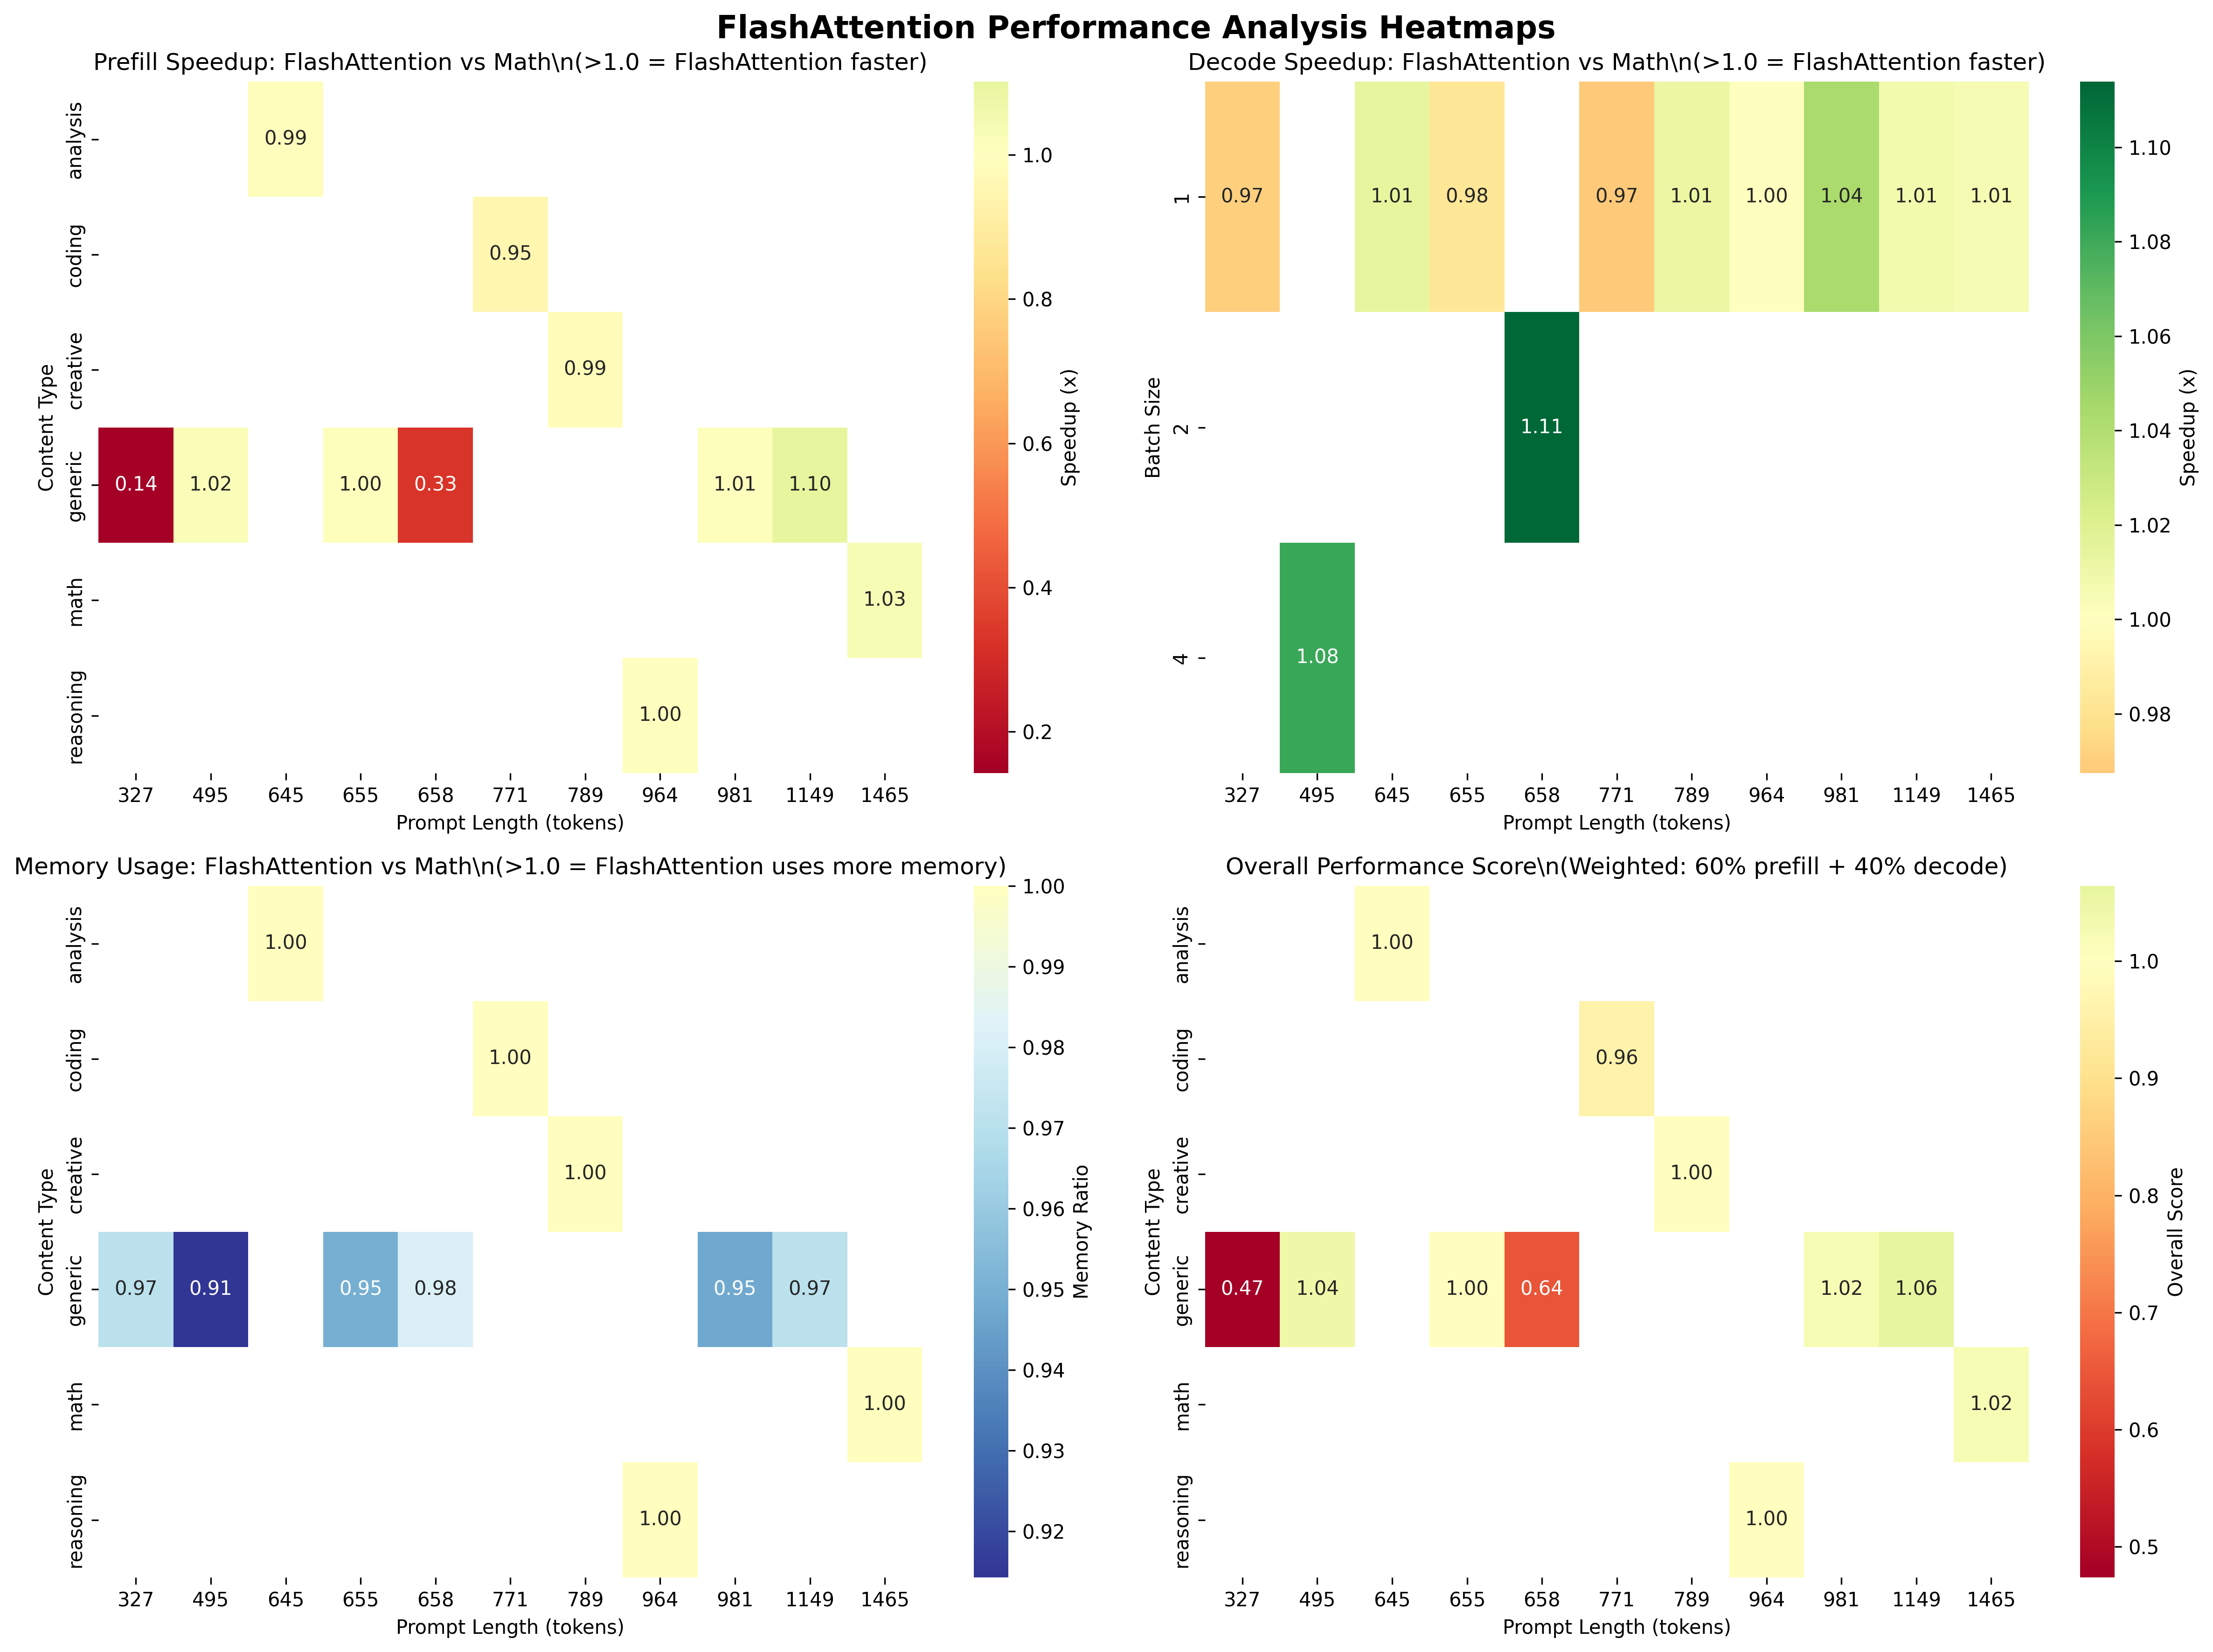 FlashAttention Performance Analysis Heatmaps
Prefill Speedup: FlashAttention vs Math\n(>1.0 = FlashAttention faster)
Content Type
analysis
coding
creative
generic
math
reasoning
0.99
0.95
0.99
0.14 1.02 1.00 0.33 1.01 1.10
1.03
1.00
327 495 645 655 658 771 789 964 981 1149 1465
Prompt Length (tokens)
1.0
0.8
0.6
0.4
0.2
Speedup (x)
Decode Speedup: FlashAttention vs Math\n(>1.0 = FlashAttention faster)
Batch Size
1
2
4
0.97 1.01 0.98 0.97 1.01 1.00 1.04 1.01 1.01
1.11
1.08
327 495 645 655 658 771 789 964 981 1149 1465
Prompt Length (tokens)
1.10
1.08
1.06
1.04
1.02
1.00
0.98
Speedup (x)
Memory Usage: FlashAttention vs Math\n(>1.0 = FlashAttention uses more memory)
Content Type
analysis
coding
creative
generic
math
reasoning
1.00
1.00
1.00
0.97 0.91 0.95 0.98 0.95 0.97
1.00
1.00
327 495 645 655 658 771 789 964 981 1149 1465
Prompt Length (tokens)
1.00
0.99
0.98
0.97
0.96
0.95
0.94
0.93
0.92
Memory Ratio
Overall Performance Score\n(Weighted: 60% prefill + 40% decode)
Content Type
analysis
coding
creative
generic
math
reasoning
1.00
0.96
1.00
0.47 1.04 1.00 0.64 1.02 1.06
1.02
1.00
327 495 645 655 658 771 789 964 981 1149 1465
Prompt Length (tokens)
1.0
0.9
0.8
0.7
0.6
0.5
Overall Score